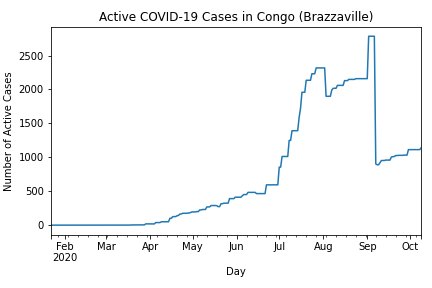 Active COVID-19 Cases in Congo (Brazzaville)
Number of Active Cases
2500
2000
1500
1000
500
0
Feb Mar Apr May Jun Jul Aug Sep Oct
2020
Day